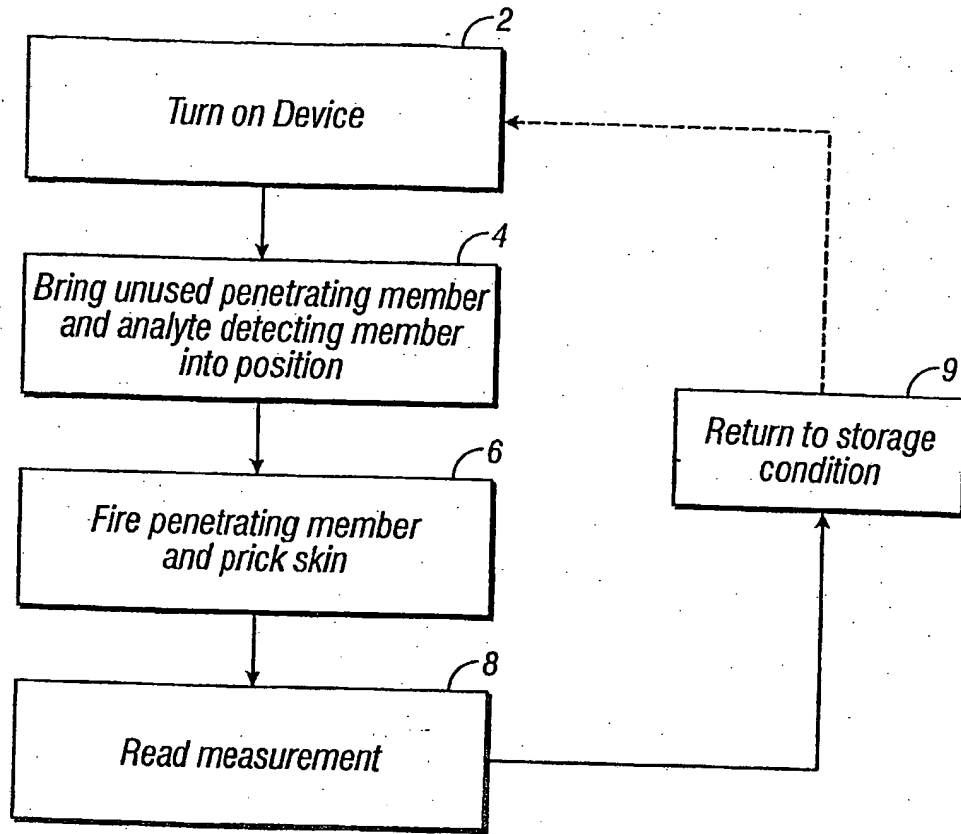 2
Turn on Device
4
Bring unused penetrating member
and analyte detecting member
into position
6
Fire penetrating member
and prick skin
8
Read measurement
9
Return to storage
condition